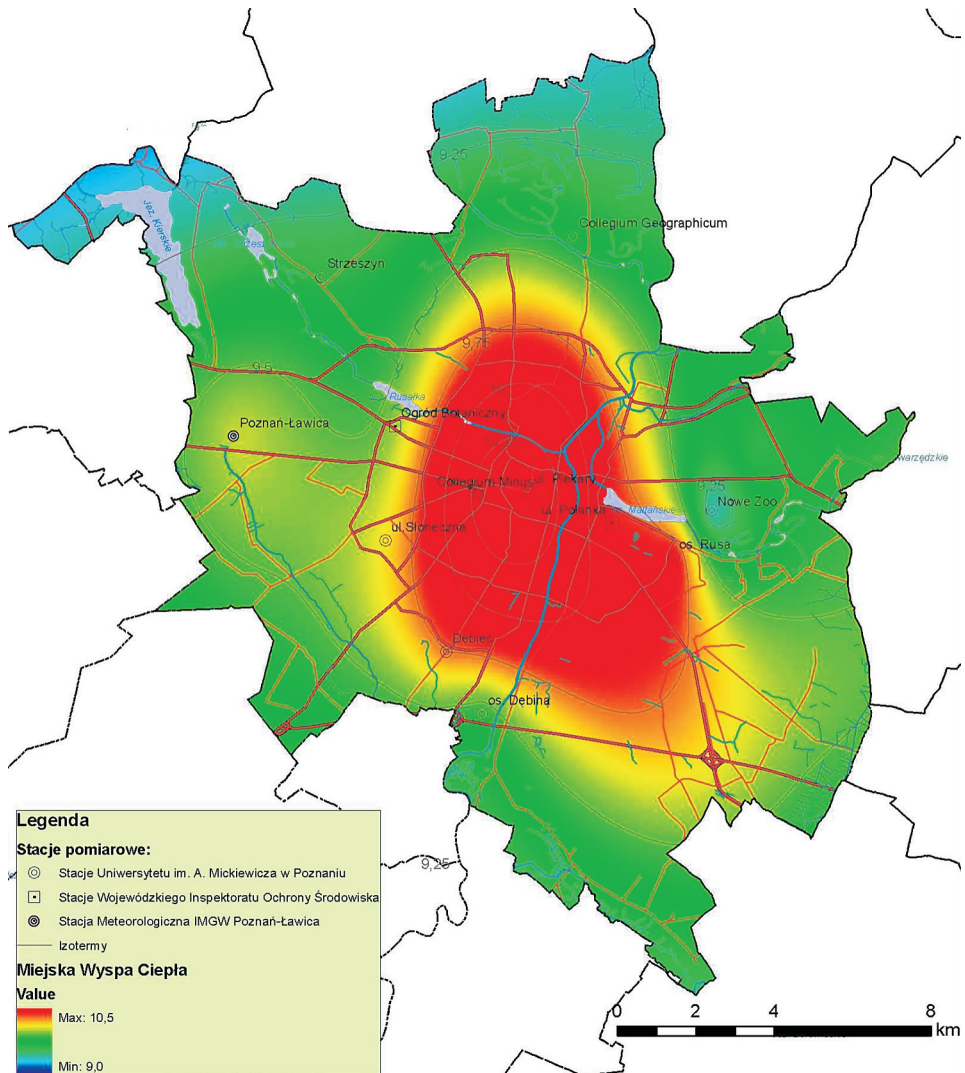 9,25
Collegium Geographicum
Jez. Kierskie
Strzeszyn
9,75
9,5
Rusałka
Ogród Botaniczny
Poznań-Ławica
Collegium Minus
ul. Piekary
9,25
Nowe Zoo
ul. Polanka
Maltańskie
ul. Słoneczna
os. Rusa
Dębiec
os. Dębina
9,25
Legenda
Stacje pomiarowe:
Stacje Uniwersytetu im. A. Mickiewicza w Poznaniu
Stacje Wojewódzkiego Inspektoratu Ochrony Środowiska
Stacja Meteorologiczna IMGW Poznań-Ławica
Izotermy
Miejska Wyspa Ciepła
Value
Max: 10,5
Min: 9,0
0 2 4 8
km